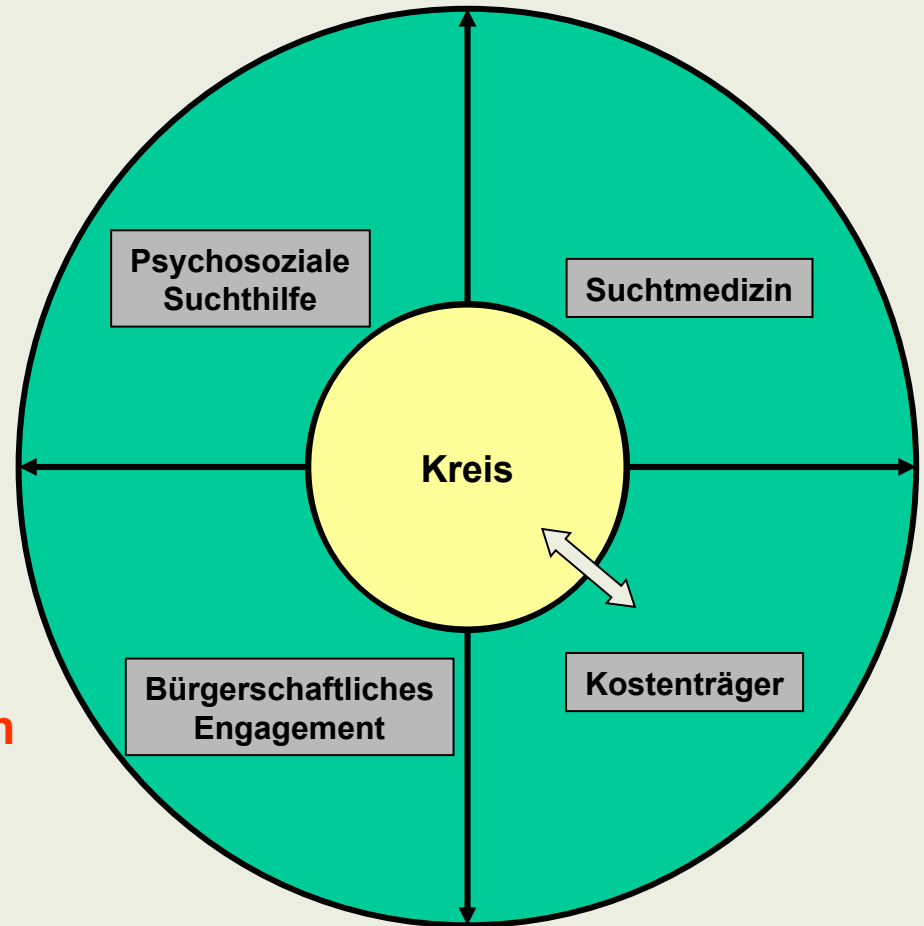 Psychosoziale
Suchthilfe
Suchtmedizin
Kreis
Bürgerschaftliches
Engagement
Kostenträger